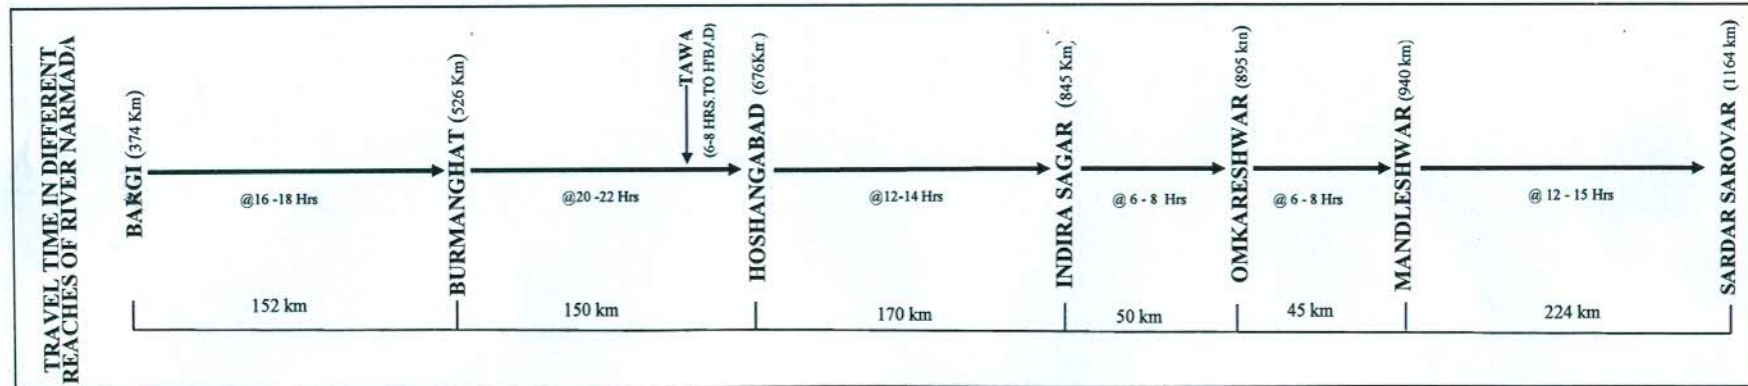 TRAVEL TIME IN DIFFERENT
REACHES OF RIVER NARMADA
BARGI (374 Km)
@16 -18 Hrs
BURMANGHAT (526 Km)
@20 -22 Hrs
TAWA
(6-8 HRS.TO H'BAD)
HOSHANGABAD (676Km)
@12-14 Hrs
INDIRA SAGAR (845 Km)
@ 6 - 8 Hrs
OMKARESHWAR (895 km)
@ 6 - 8 Hrs
MANDLESHWAR (940 km)
@ 12 - 15 Hrs
SARDAR SAROVAR (1164 km)
152 km
150 km
170 km
50 km
45 km
224 km